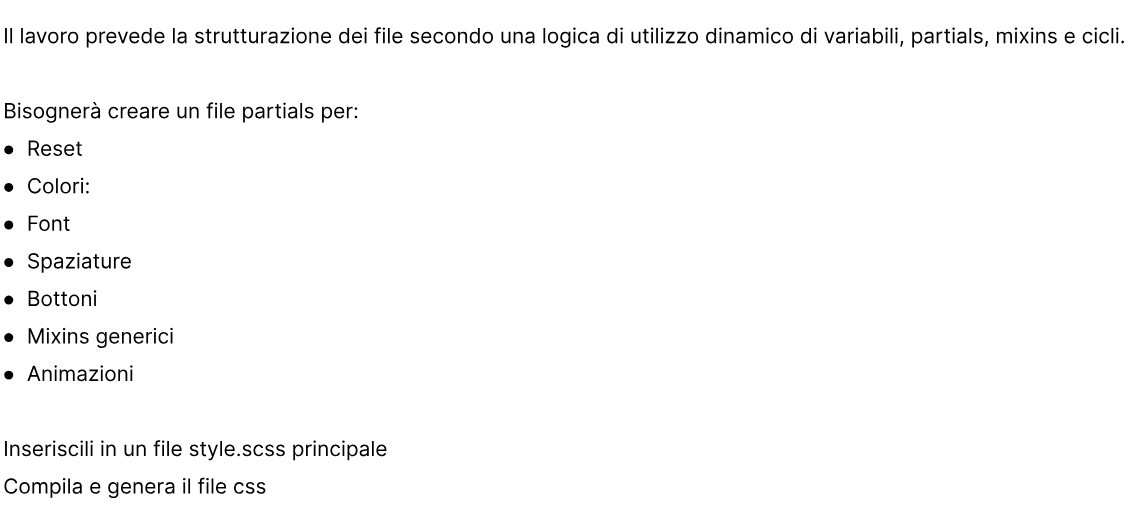 Il lavoro prevede la strutturazione dei file secondo una logica di utilizzo dinamico di variabili, partials, mixins e cicli.
Bisognerà creare un file partials per:
● Reset
● Colori:
● Font
● Spaziature
● Bottoni
● Mixins generici
● Animazioni
Inseriscili in un file style.scss principale
Compila e genera il file css